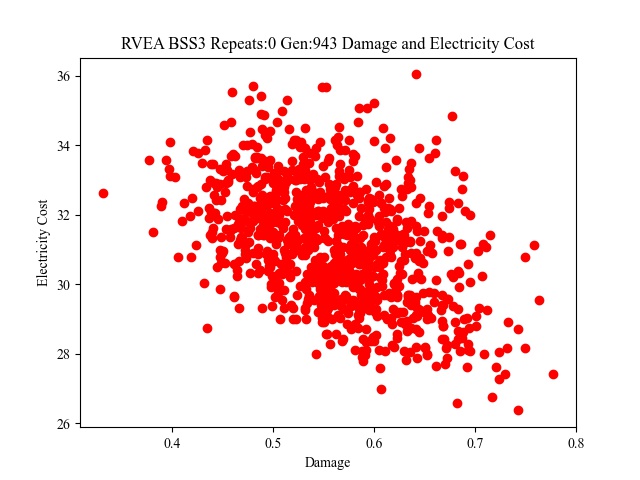 RVEA BSS3 Repeats:0 Gen:943 Damage and Electricity Cost
36
34
32
30
28
26
Electricity Cost
0.4 0.5 0.6 0.7 0.8
Damage